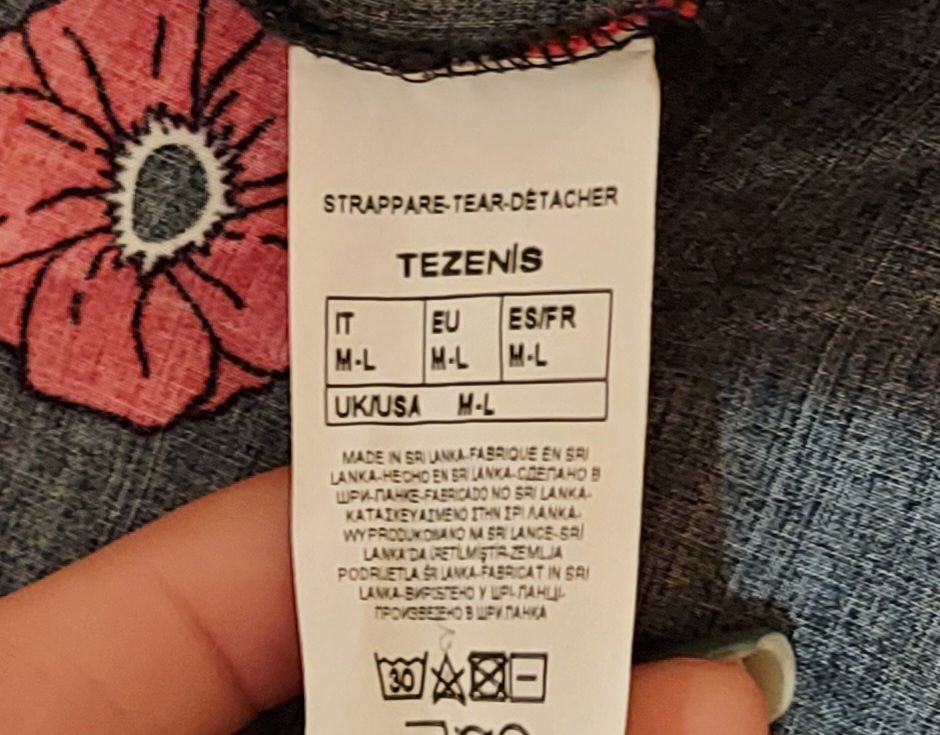 STRAPPARE-TEAR-DÉTACHER
TEZENIS
IT EU ES/FR
M-L M-L M-L
UK/USA M-L
MADE IN SRI LANKA-FABRIQUE EN SRI
LANKA-HECHO EN SRI LANKA-СДЕЛАНО В
ШРИ-ЛАНКЕ-FABRICADO NO SRI LANKA-
ΚΑΤΑΣΚΕΥΑΣΜΕΝΟ ΣΤΗΝ ΣΡΙ ΛΑΝΚΑ-
WYPRODUKOWANO NA SRI LANCE-SRİ
LANKA'DA ÜRETİLMİŞTİR-ZEMLJA
PODRIJETLA ŠRI LANKA-FABRICAT IN SRI
LANKA-ВИРОБЛЕНО У ШРІ-ЛАНЦІ-
ПРОИЗВЕДЕНО В ШРИ ЛАНКА
30